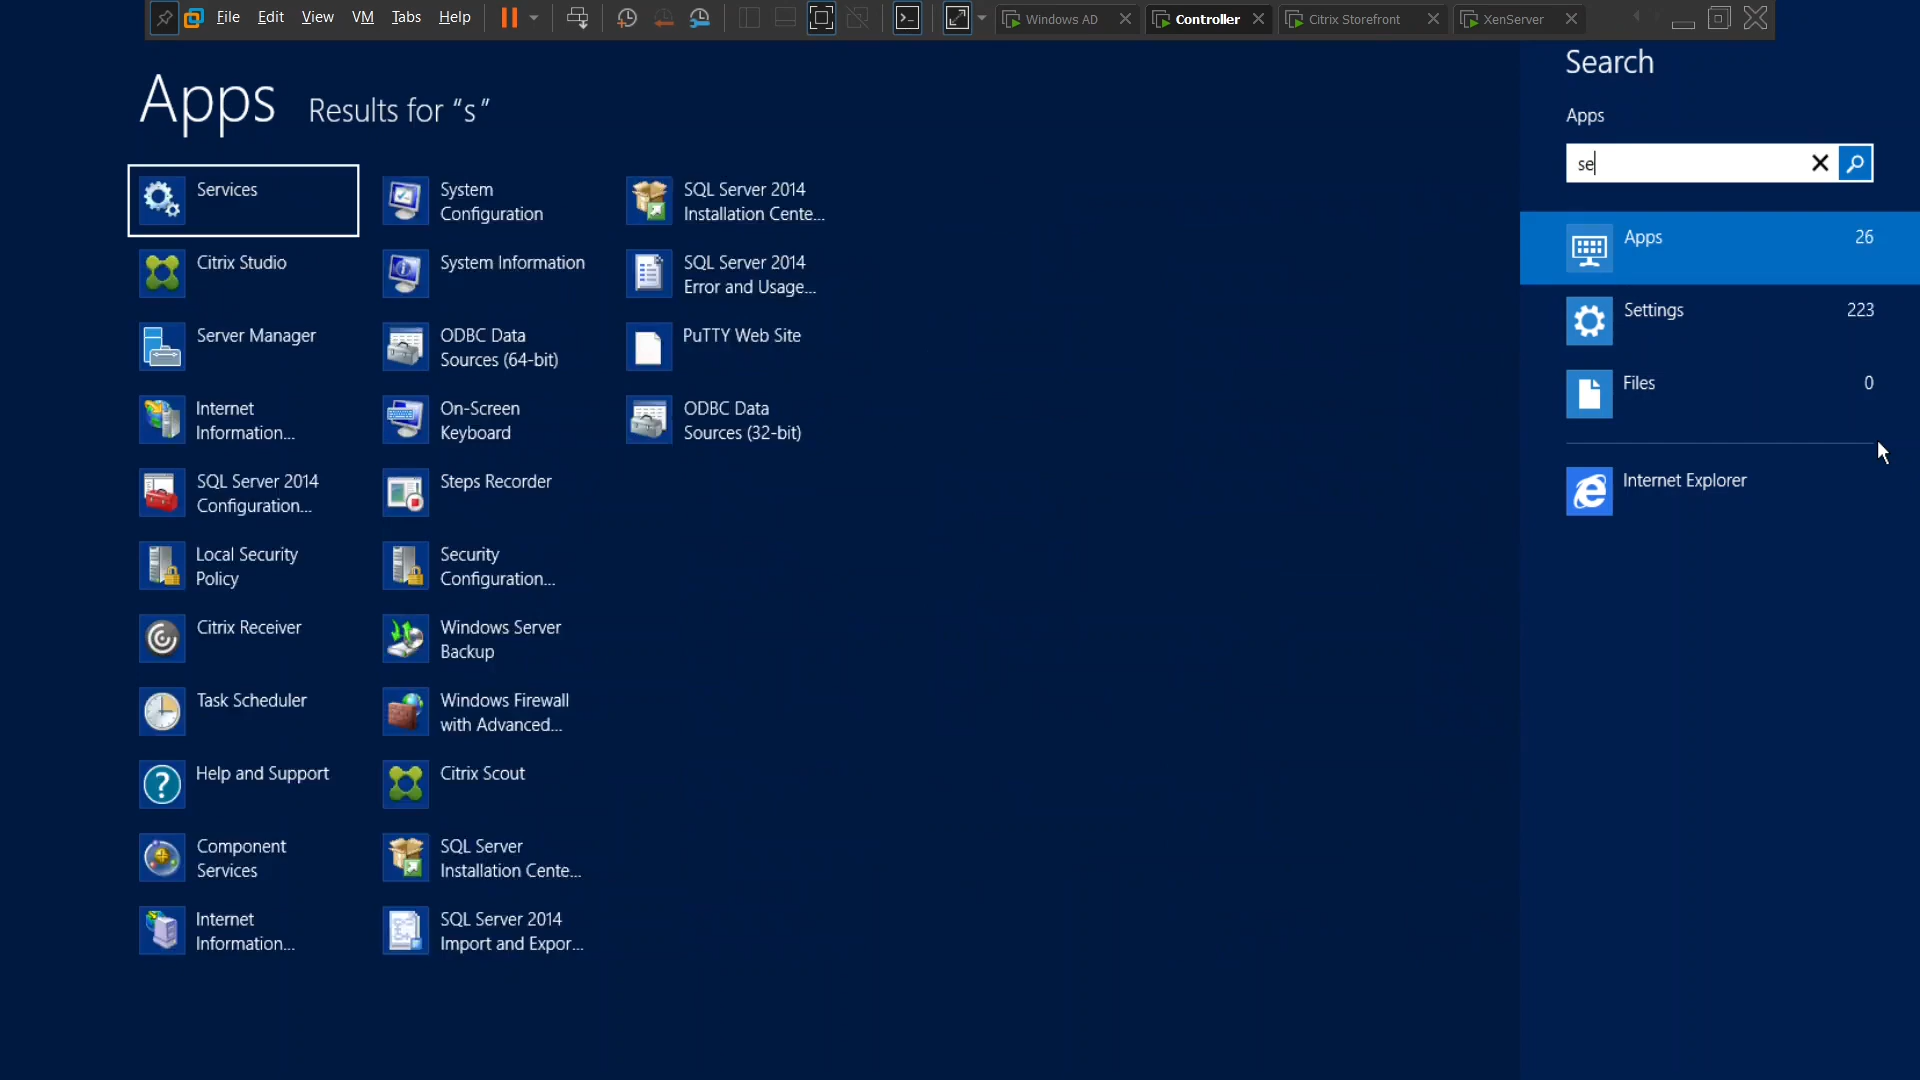 File Edit View VM Tabs Help
Windows AD
Controller
Citrix Storefront
XenServer
Apps Results for “s”
Services
Citrix Studio
Server Manager
Internet
Information...
SQL Server 2014
Configuration...
Local Security
Policy
Citrix Receiver
Task Scheduler
Help and Support
Component
Services
Internet
Information...
System
Configuration
System Information
ODBC Data
Sources (64-bit)
On-Screen
Keyboard
Steps Recorder
Security
Configuration...
Windows Server
Backup
Windows Firewall
with Advanced...
Citrix Scout
SQL Server
Installation Cente...
SQL Server 2014
Import and Expor...
SQL Server 2014
Installation Cente...
SQL Server 2014
Error and Usage...
PuTTY Web Site
ODBC Data
Sources (32-bit)
Search
Apps
se
Apps 26
Settings 223
Files 0
Internet Explorer